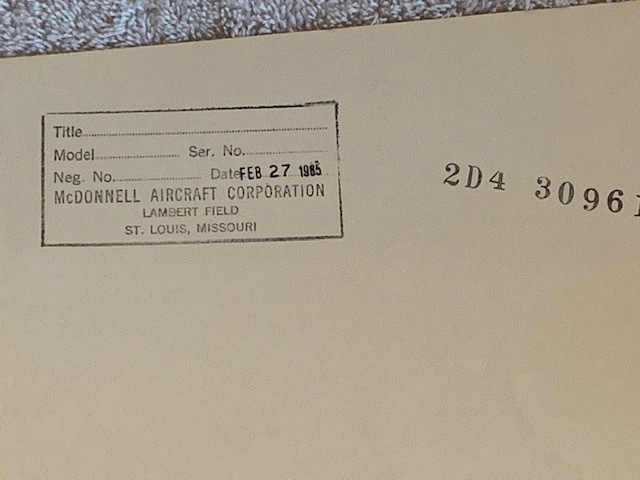 Title
Model Ser. No.
Neg. No. Date FEB 27 1965
McDONNELL AIRCRAFT CORPORATION
LAMBERT FIELD
ST. LOUIS, MISSOURI
2D4 3096